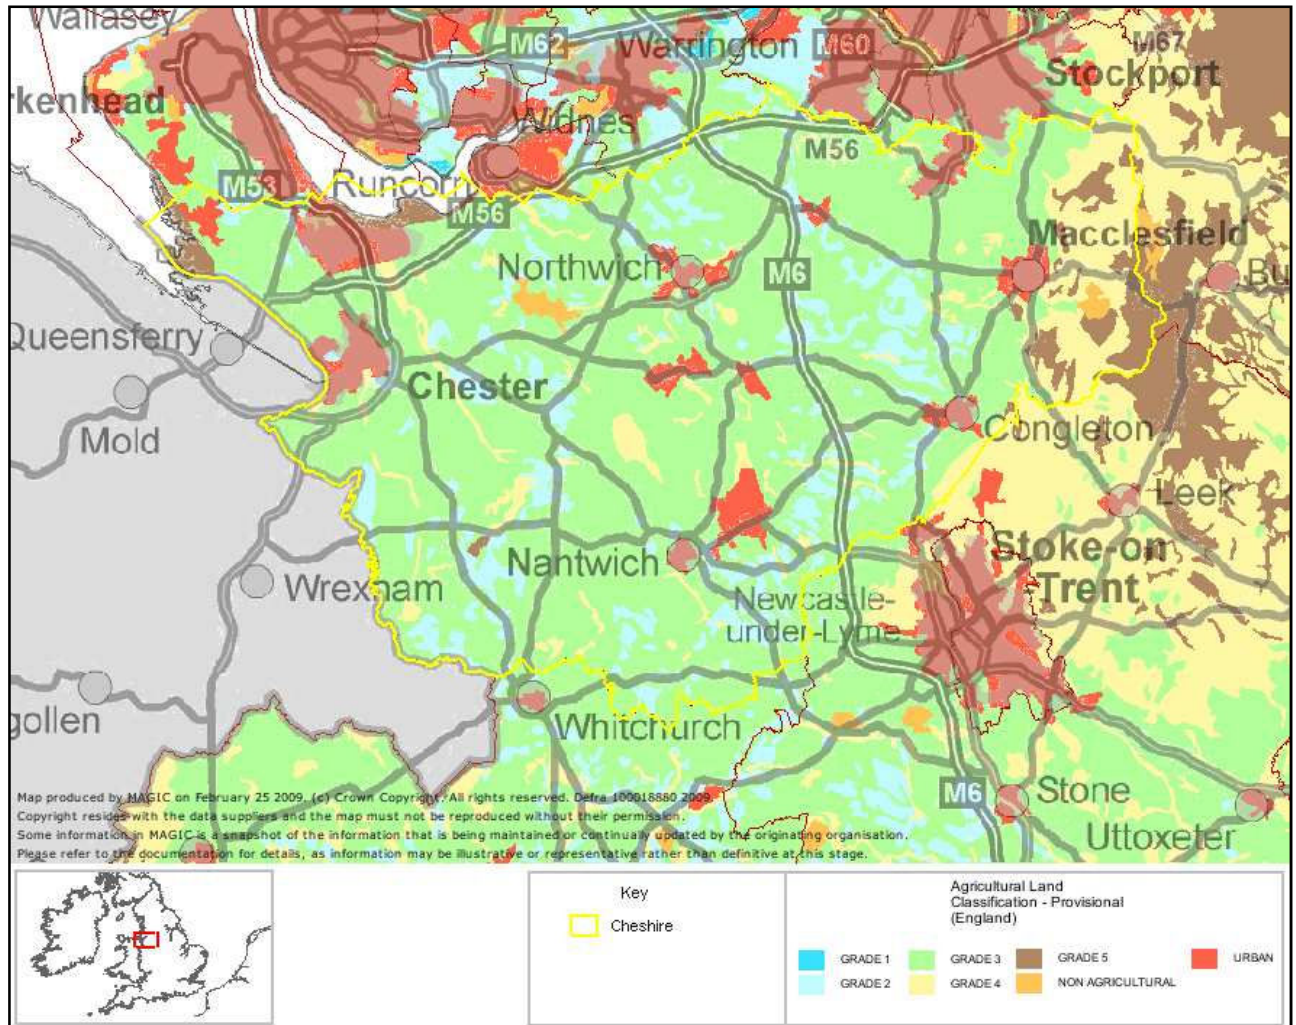 Wallasey
M62
Warrington
M60
M67
Stockport
rkenhead
Widnes
M53
Runcorn
M56
M56
Macclesfield
Northwich
M6
Bu
Queensferry
Chester
Mold
Congleton
Leek
Nantwich
Stoke-on
Trent
Wrexham
Newcastle-
under-Lyme
gollen
Whitchurch
M6
Stone
Uttoxeter
Map produced by MAGIC on February 25 2009. (c) Crown Copyright. All rights reserved. Defra 100018880 2009.
Copyright resides with the data suppliers and the map must not be reproduced without their permission.
Some information in MAGIC is a snapshot of the information that is being maintained or continually updated by the originating organisation.
Please refer to the documentation for details, as information may be illustrative or representative rather than definitive at this stage.
Key
Cheshire
Agricultural Land
Classification - Provisional
(England)
GRADE 1
GRADE 3
GRADE 5
URBAN
GRADE 2
GRADE 4
NON AGRICULTURAL